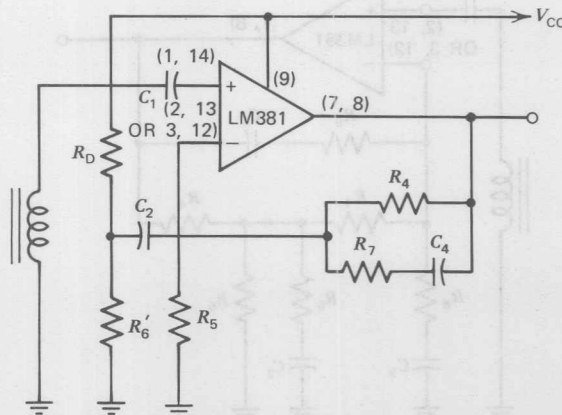 V_CC
(1, 14)
(9)
C₁
(2, 13
OR 3, 12)
+
−
LM381
(7, 8)
R_D
C₂
R₄
R₇
C₄
R₆′
R₅